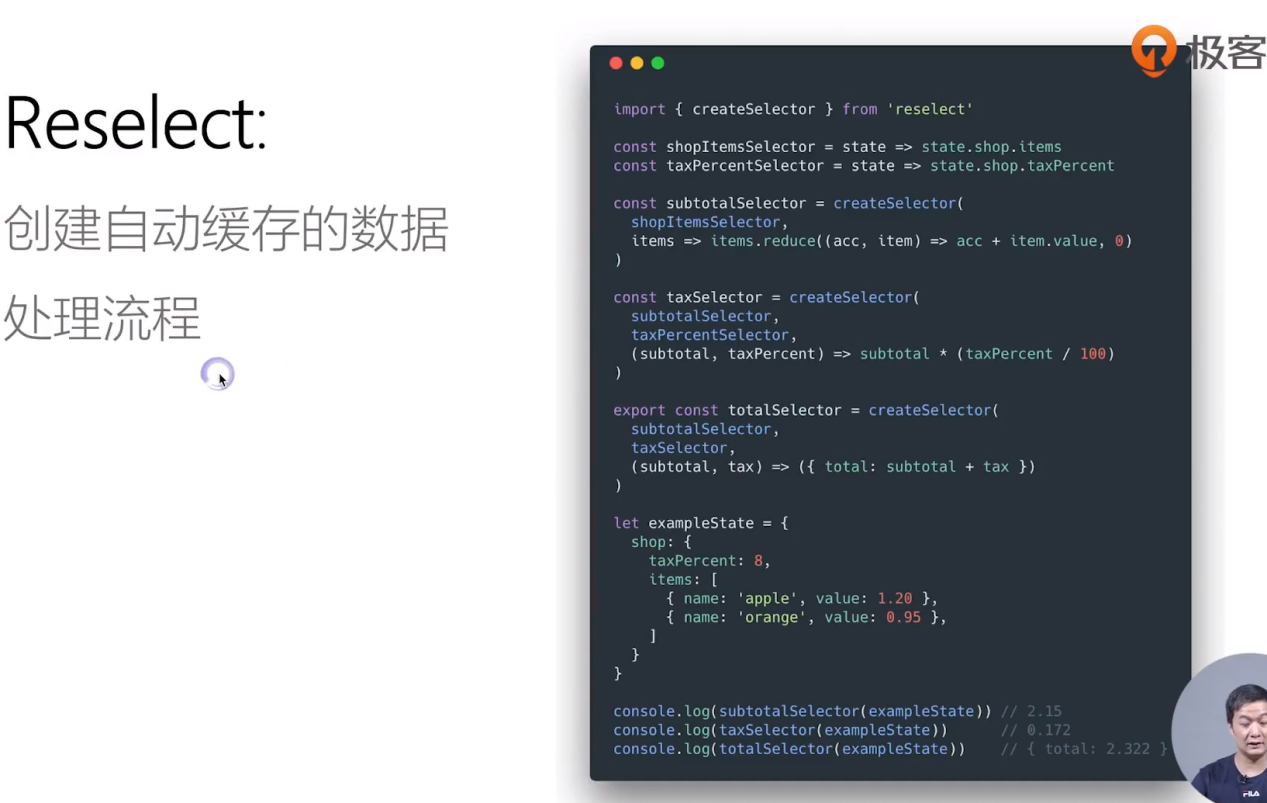 极客
Reselect:
创建自动缓存的数据
处理流程
import { createSelector } from 'reselect'
const shopItemsSelector = state => state.shop.items
const taxPercentSelector = state => state.shop.taxPercent
const subtotalSelector = createSelector(
  shopItemsSelector,
  items => items.reduce((acc, item) => acc + item.value, 0)
)
const taxSelector = createSelector(
  subtotalSelector,
  taxPercentSelector,
  (subtotal, taxPercent) => subtotal * (taxPercent / 100)
)
export const totalSelector = createSelector(
  subtotalSelector,
  taxSelector,
  (subtotal, tax) => ({ total: subtotal + tax })
)
let exampleState = {
  shop: {
    taxPercent: 8,
    items: [
      { name: 'apple', value: 1.20 },
      { name: 'orange', value: 0.95 },
    ]
  }
}
console.log(subtotalSelector(exampleState)) // 2.15
console.log(taxSelector(exampleState))      // 0.172
console.log(totalSelector(exampleState))    // { total: 2.322 }
FILA